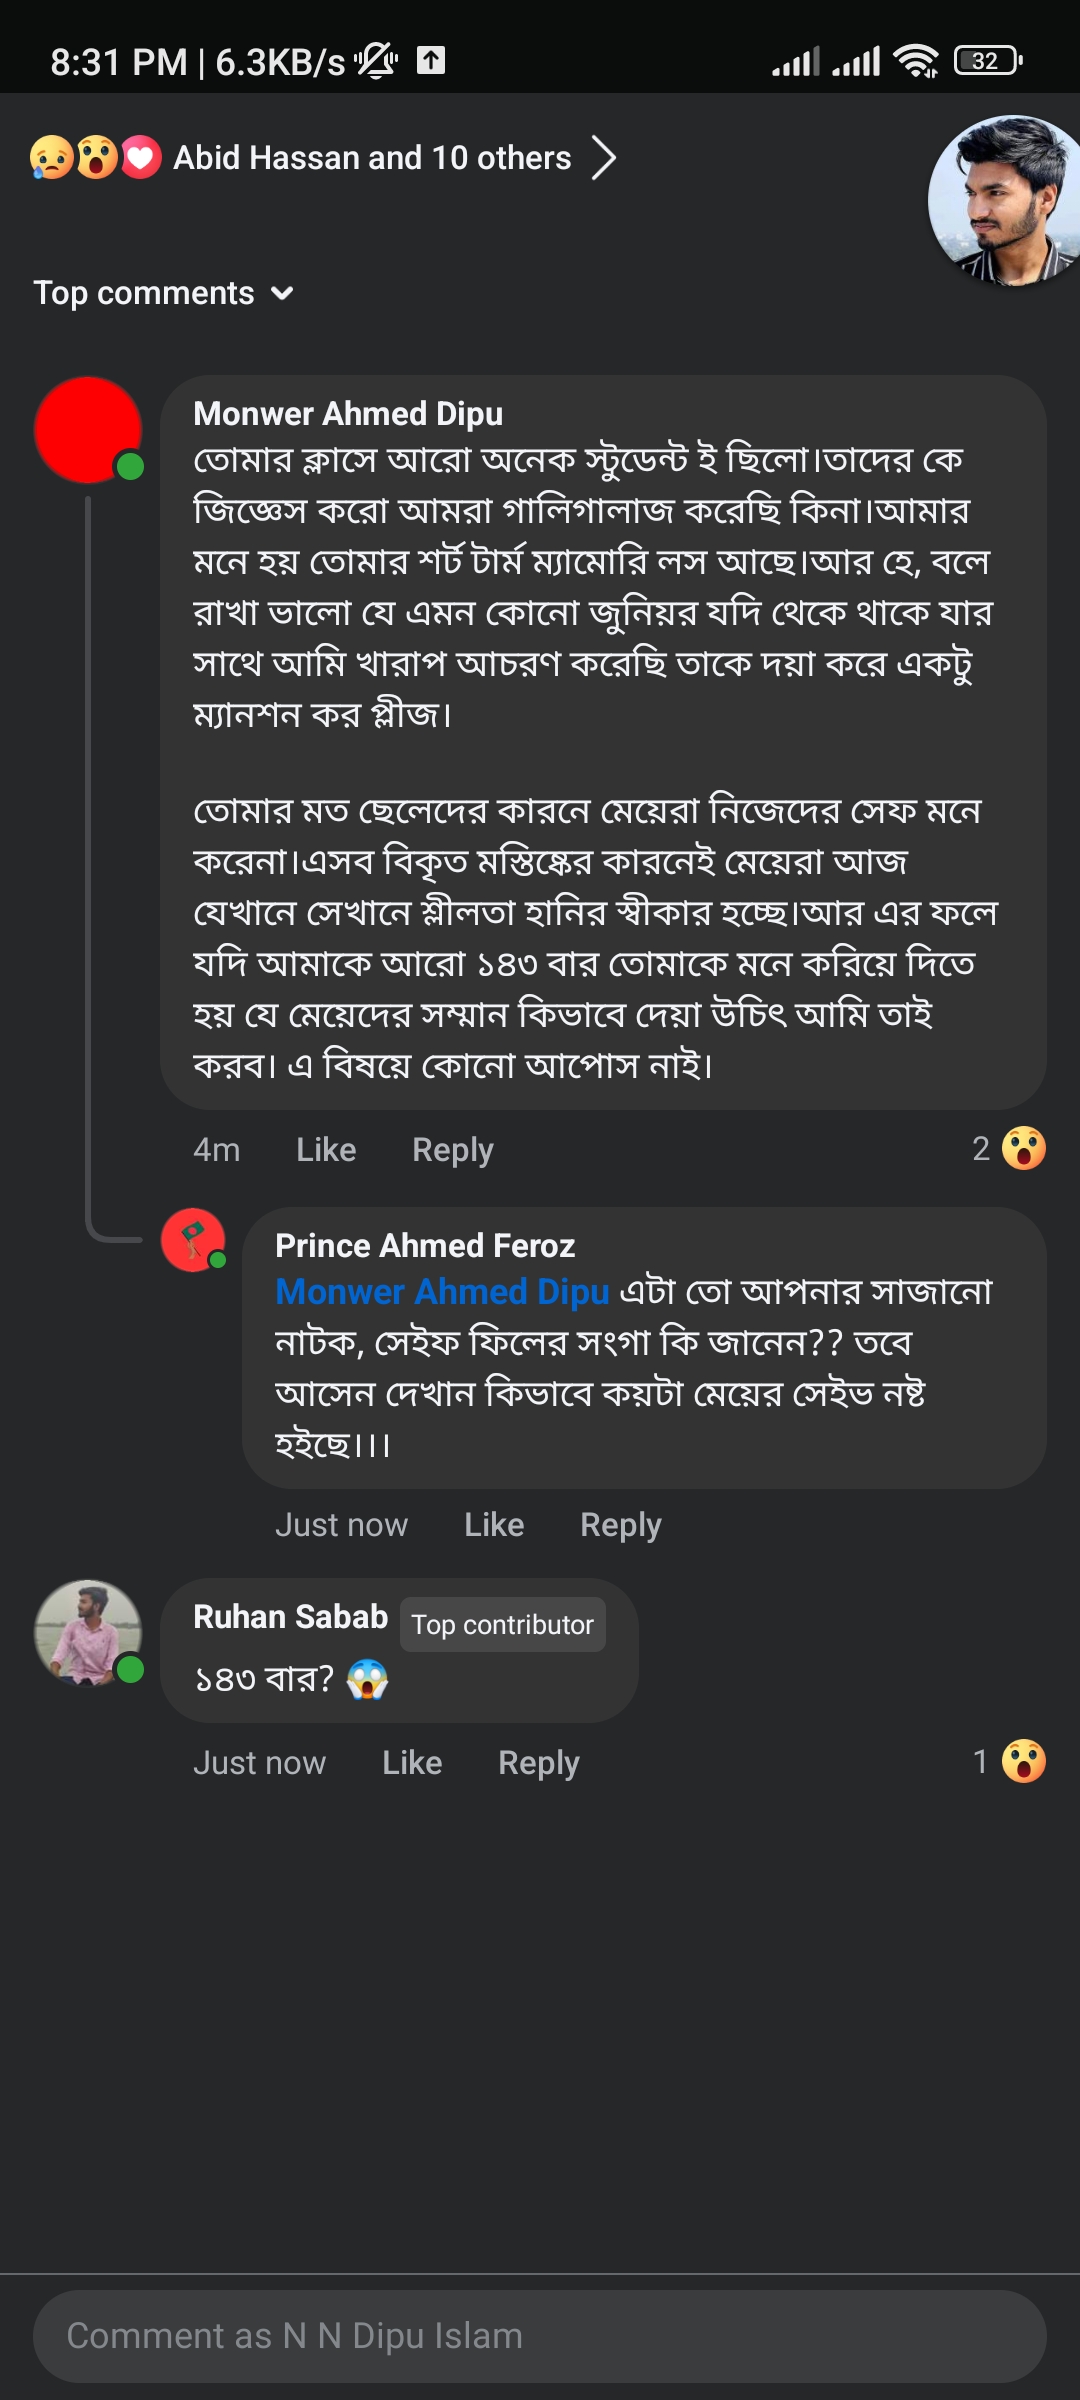 8:31 PM | 6.3KB/s
32
Abid Hassan and 10 others
Top comments
Monwer Ahmed Dipu
তোমার ক্লাসে আরো অনেক স্টুডেন্ট ই ছিলো।তাদের কে
জিজ্ঞেস করো আমরা গালিগালাজ করেছি কিনা।আমার
মনে হয় তোমার শর্ট টার্ম ম্যামোরি লস আছে।আর হে, বলে
রাখা ভালো যে এমন কোনো জুনিয়র যদি থেকে থাকে যার
সাথে আমি খারাপ আচরণ করেছি তাকে দয়া করে একটু
ম্যানশন কর প্লীজ।
তোমার মত ছেলেদের কারনে মেয়েরা নিজেদের সেফ মনে
করেনা।এসব বিকৃত মস্তিষ্কের কারনেই মেয়েরা আজ
যেখানে সেখানে শ্লীলতা হানির স্বীকার হচ্ছে।আর এর ফলে
যদি আমাকে আরো ১৪৩ বার তোমাকে মনে করিয়ে দিতে
হয় যে মেয়েদের সম্মান কিভাবে দেয়া উচিৎ আমি তাই
করব। এ বিষয়ে কোনো আপোস নাই।
4m Like Reply 2
Prince Ahmed Feroz
Monwer Ahmed Dipu এটা তো আপনার সাজানো
নাটক, সেইফ ফিলের সংগা কি জানেন?? তবে
আসেন দেখান কিভাবে কয়টা মেয়ের সেইভ নষ্ট
হইছে।।।
Just now Like Reply
Ruhan Sabab Top contributor
১৪৩ বার? 😱
Just now Like Reply 1
Comment as N N Dipu Islam